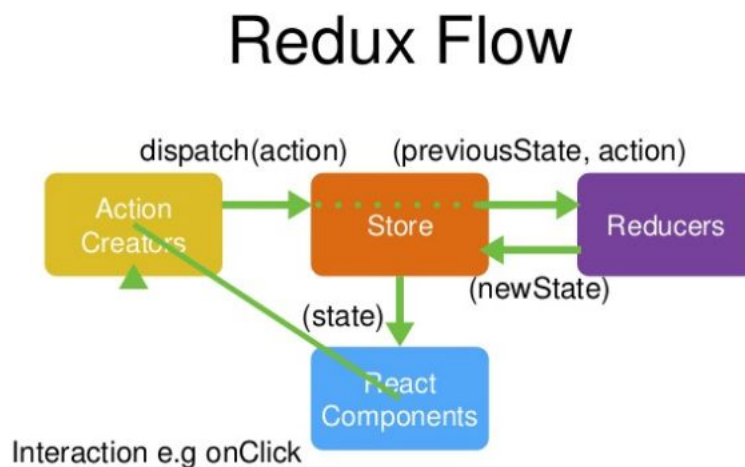 Redux Flow
dispatch(action)
(previousState, action)
Action
Creators
Store
Reducers
(newState)
(state)
React
Components
Interaction e.g onClick